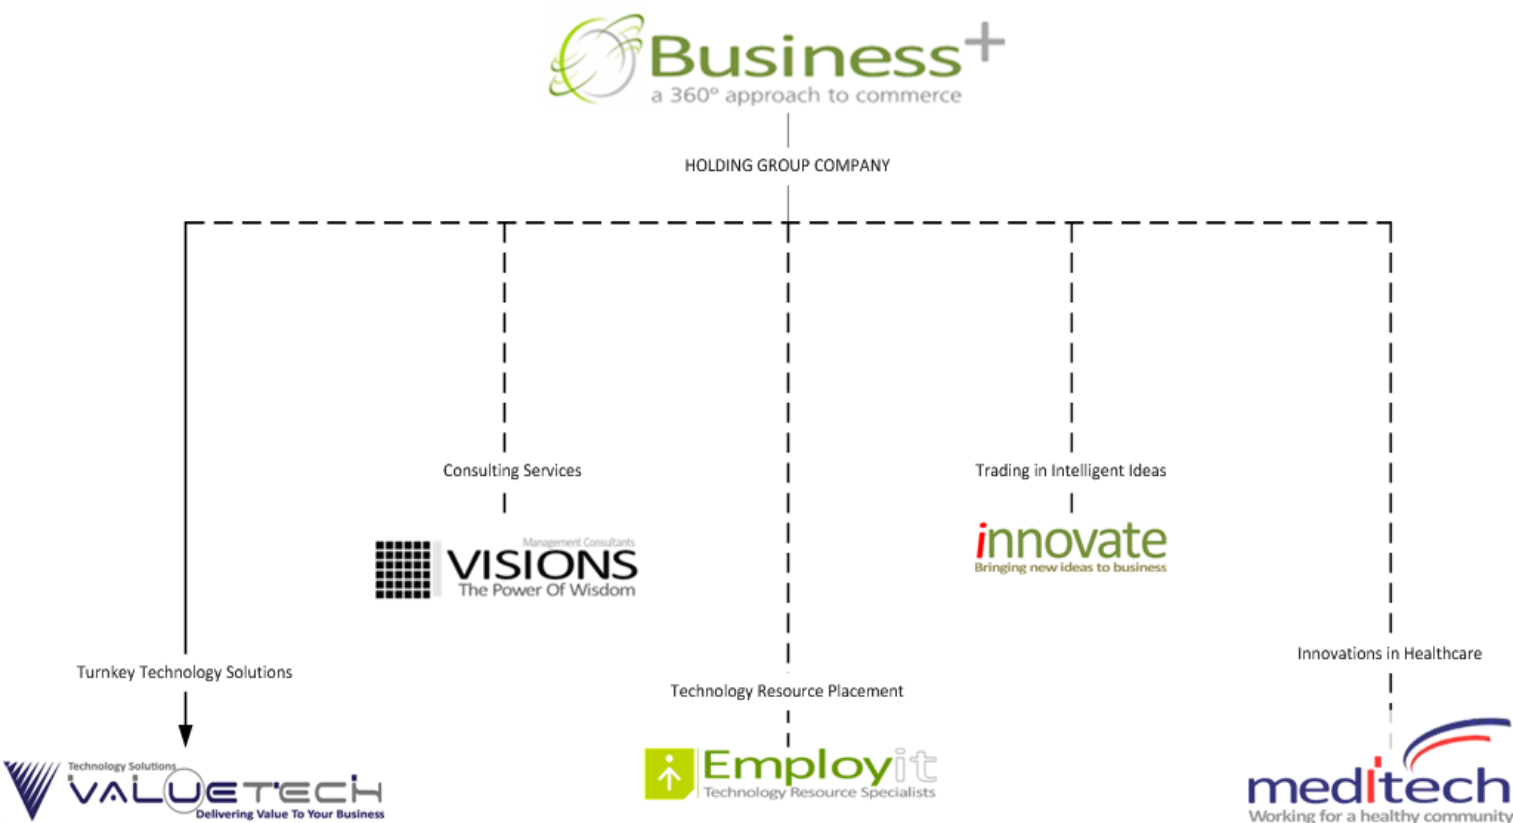 Business+
a 360° approach to commerce
HOLDING GROUP COMPANY
Consulting Services
Trading in Intelligent Ideas
Management Consultants
VISIONS
The Power Of Wisdom
innovate
Bringing new ideas to business
Turnkey Technology Solutions
Technology Resource Placement
Innovations in Healthcare
Technology Solutions
VALUETECH
Delivering Value To Your Business
Employit
Technology Resource Specialists
meditech
Working for a healthy community